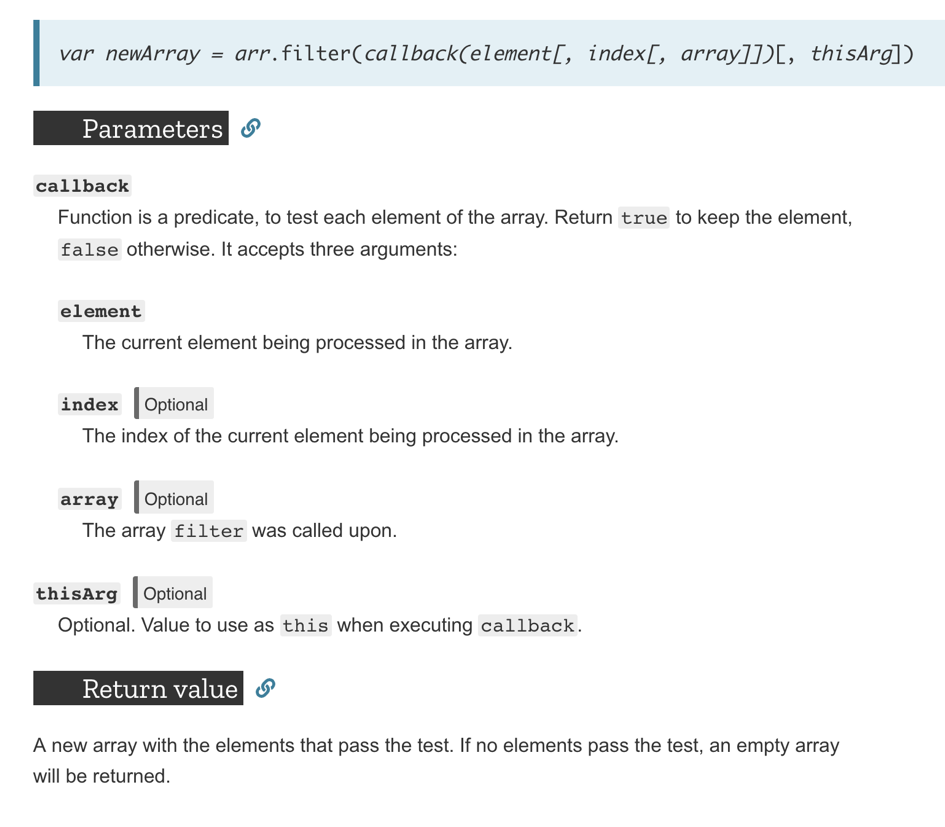 var newArray = arr.filter(callback(element[, index[, array]])[, thisArg])
Parameters
callback
Function is a predicate, to test each element of the array. Return true to keep the element,
false otherwise. It accepts three arguments:
element
The current element being processed in the array.
index Optional
The index of the current element being processed in the array.
array Optional
The array filter was called upon.
thisArg Optional
Optional. Value to use as this when executing callback.
Return value
A new array with the elements that pass the test. If no elements pass the test, an empty array
will be returned.